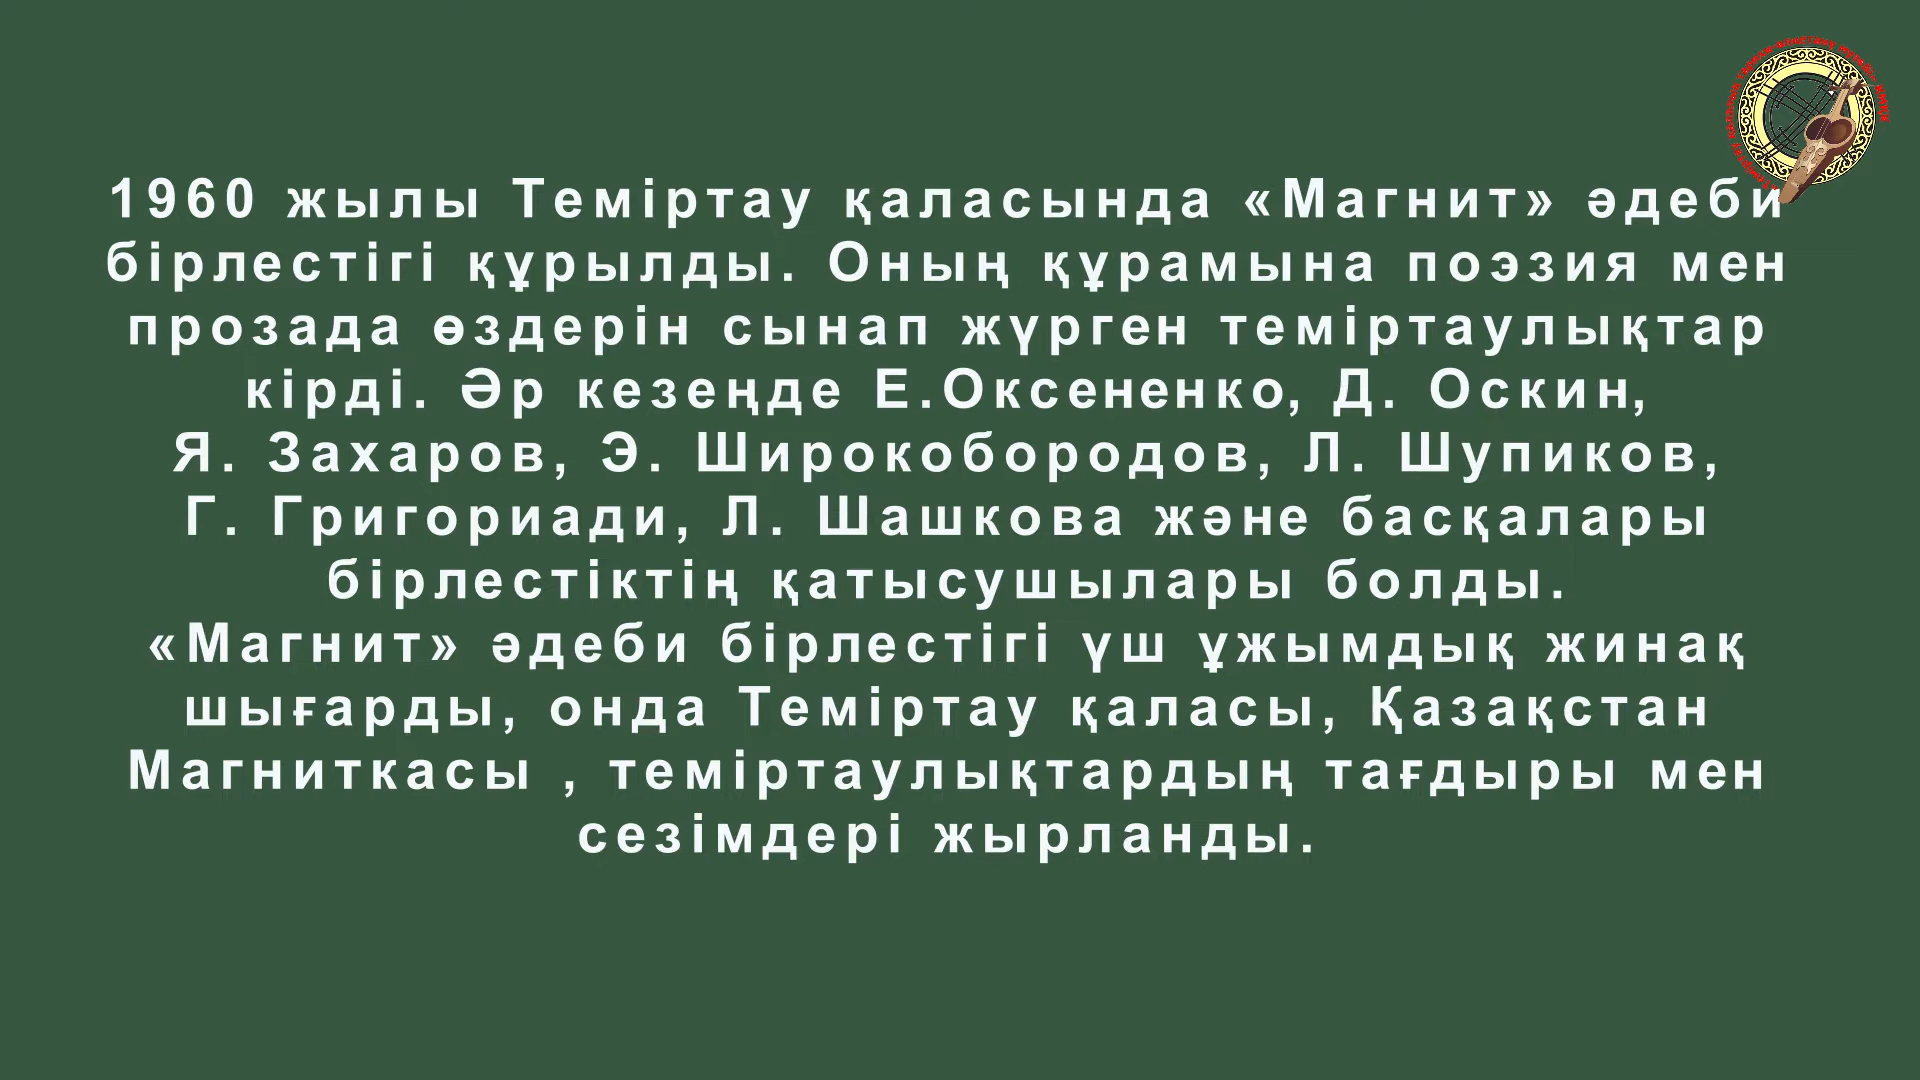 1960 жылы Теміртау қаласында «Магнит» әдеби
бірлестігі құрылды. Оның құрамына поэзия мен
прозада өздерін сынап жүрген теміртаулықтар
кірді. Әр кезеңде Е.Оксененко, Д. Оскин,
Я. Захаров, Э. Широкобородов, Л. Шупиков,
Г. Григориади, Л. Шашкова және басқалары
бірлестіктің қатысушылары болды.
«Магнит» әдеби бірлестігі үш ұжымдық жинақ
шығарды, онда Теміртау қаласы, Қазақстан
Магниткасы , теміртаулықтардың тағдыры мен
сезімдері жырланды.